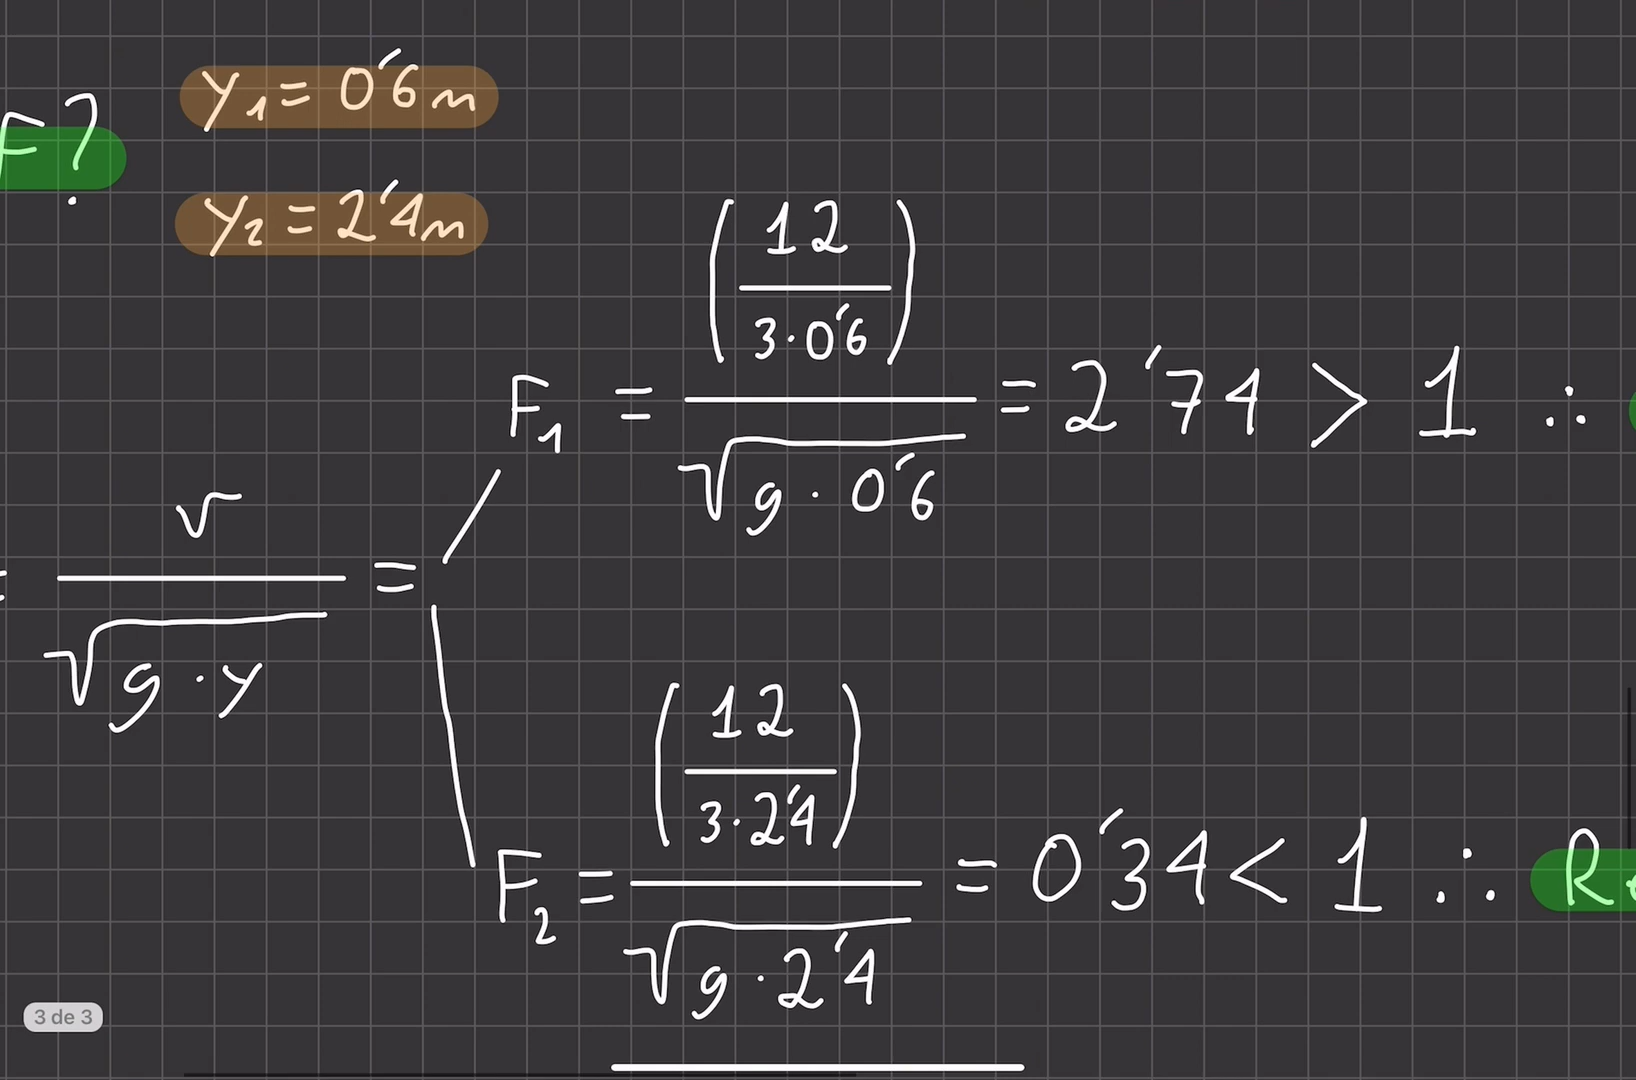 F?
y₁ = 0'6 m
y₂ = 2'4 m
F₁ = (12 / 3·0'6) / √(g · 0'6) = 2'74 > 1 ∴
= v / √(g · y) =
F₂ = (12 / 3·2'4) / √(g · 2'4) = 0'34 < 1 ∴ R
3 de 3